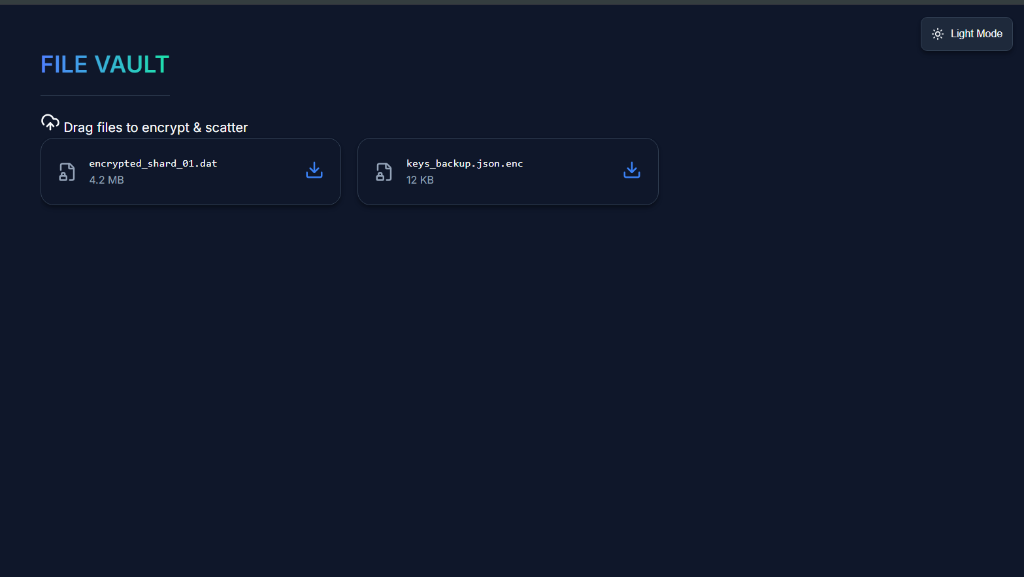 Light Mode
FILE VAULT
Drag files to encrypt & scatter
encrypted_shard_01.dat
4.2 MB
keys_backup.json.enc
12 KB